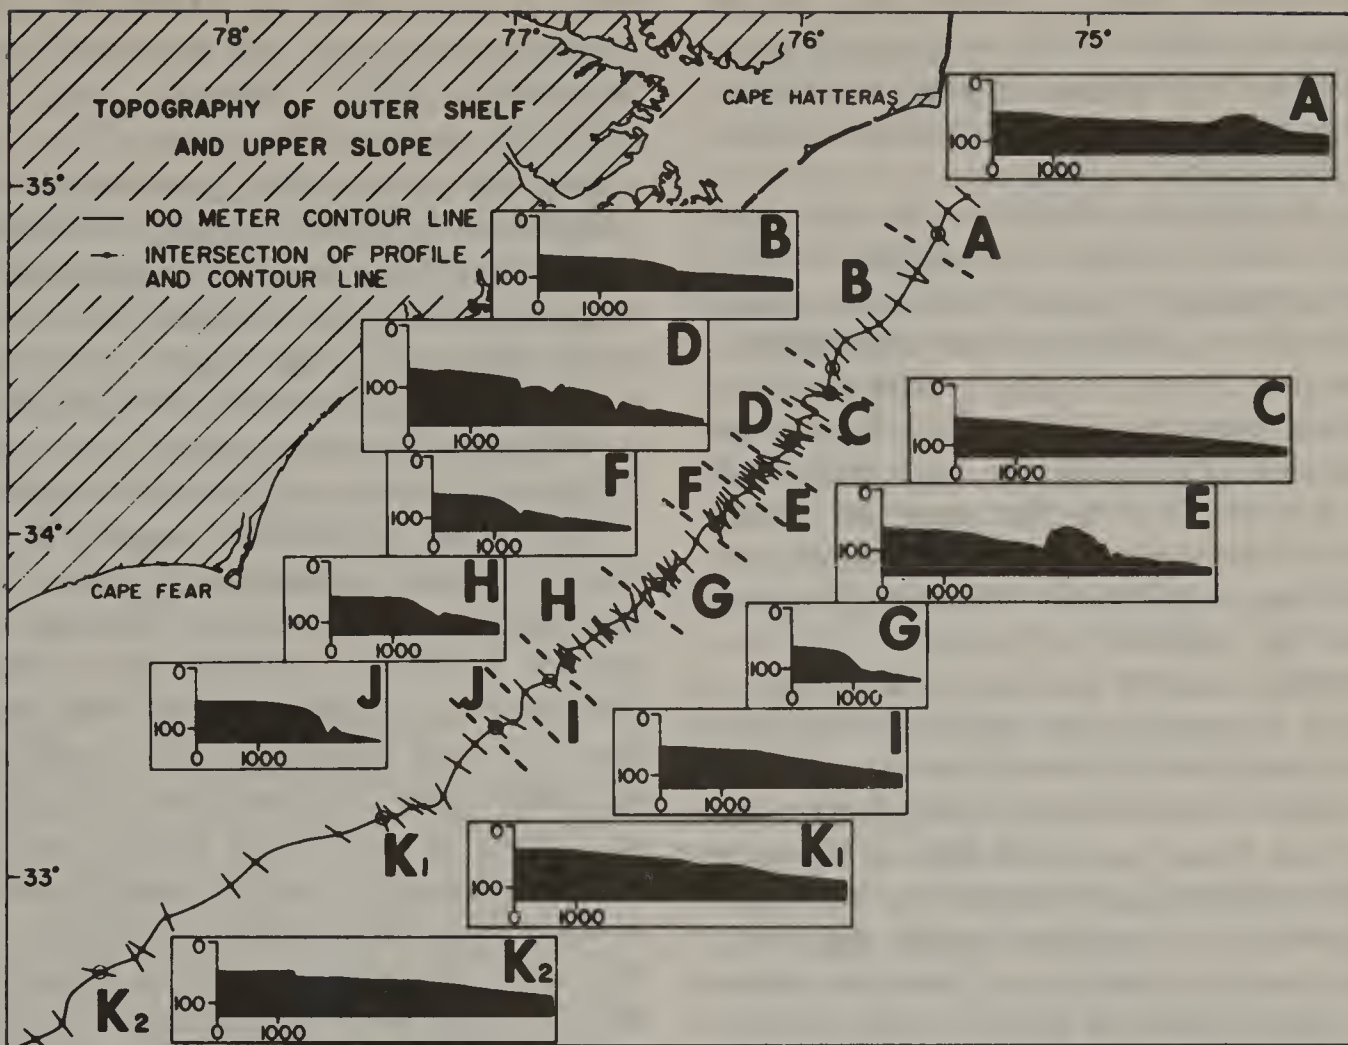 78°
77°
76°
75°
TOPOGRAPHY OF OUTER SHELF
AND UPPER SLOPE
CAPE HATTERAS
35°
100 METER CONTOUR LINE
INTERSECTION OF PROFILE
AND CONTOUR LINE
0
A
100
0 1000
0
B
100
0 1000
A
B
0
D
100
0 1000
D
C
0
C
100
0 1000
0
F
100
0 1000
F
E
0
E
100
0 1000
34°
CAPE FEAR
0
H
100
0 1000
H
G
0
G
100
0 1000
0
J
100
0 1000
J
I
0
I
100
0 1000
K1
0
K1
100
0 1000
33°
K2
0
K2
100
0 1000